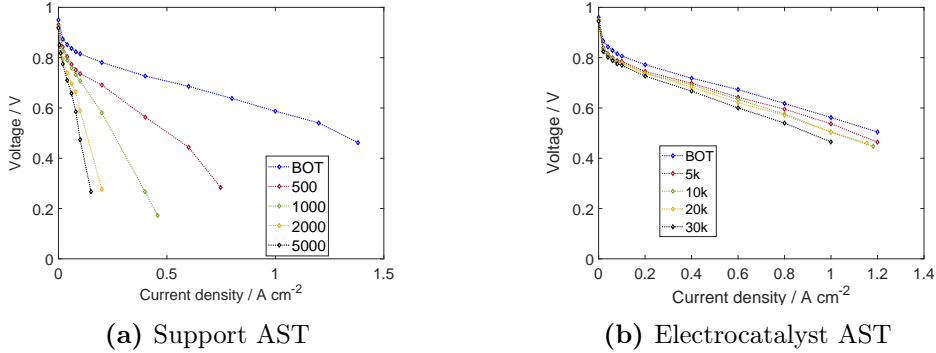 1
0.8
0.6
0.4
0.2
0
Voltage / V
BOT
500
1000
2000
5000
0 0.5 1 1.5
Current density / A cm-2
(a) Support AST
1
0.8
0.6
0.4
0.2
0
Voltage / V
BOT
5k
10k
20k
30k
0 0.2 0.4 0.6 0.8 1.0 1.2 1.4
Current density / A cm-2
(b) Electrocatalyst AST